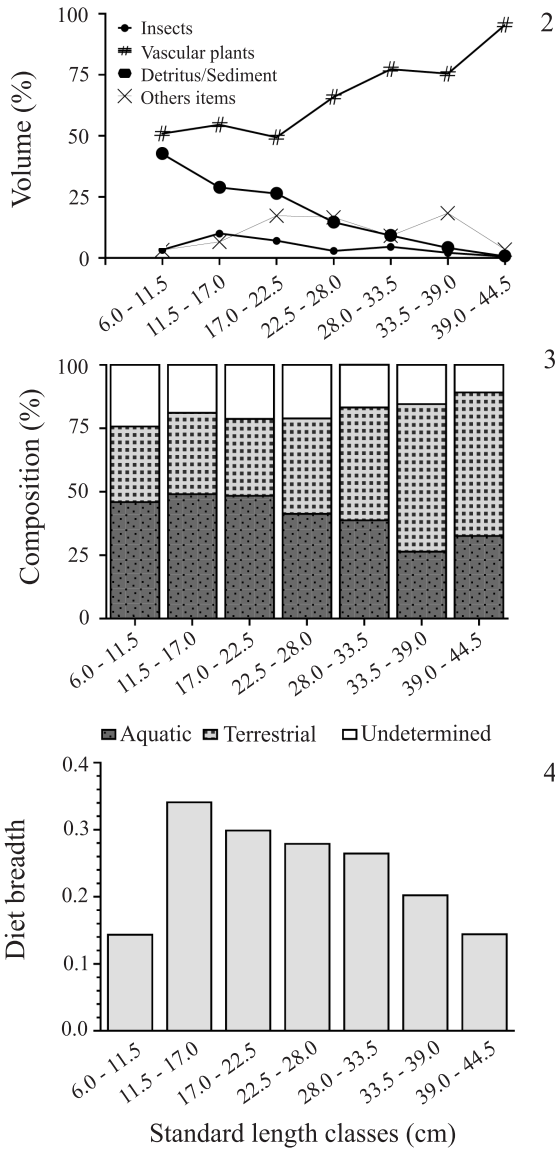 2
Volume (%)
100
75
50
25
0
Insects
Vascular plants
Detritus/Sediment
Others items
6.0 - 11.5
11.5 - 17.0
17.0 - 22.5
22.5 - 28.0
28.0 - 33.5
33.5 - 39.0
39.0 - 44.5
3
Composition (%)
100
75
50
25
0
6.0 - 11.5
11.5 - 17.0
17.0 - 22.5
22.5 - 28.0
28.0 - 33.5
33.5 - 39.0
39.0 - 44.5
Aquatic Terrestrial Undetermined
4
Diet breadth
0.4
0.3
0.2
0.1
0.0
6.0 - 11.5
11.5 - 17.0
17.0 - 22.5
22.5 - 28.0
28.0 - 33.5
33.5 - 39.0
39.0 - 44.5
Standard length classes (cm)